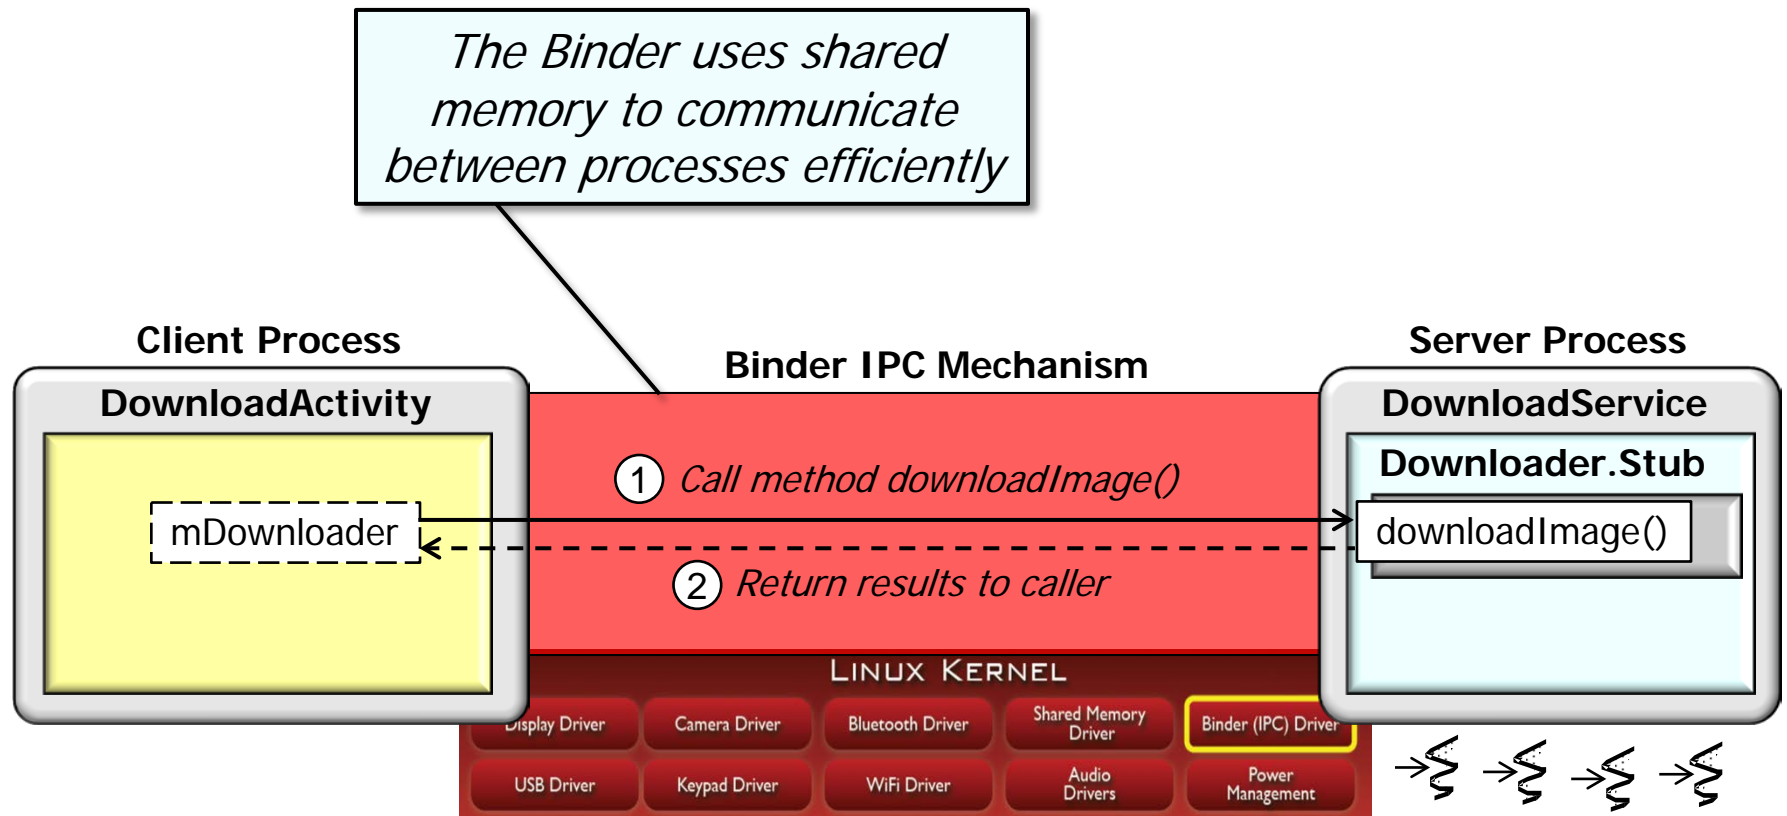 The Binder uses shared
memory to communicate
between processes efficiently
Client Process
Binder IPC Mechanism
Server Process
DownloadActivity
DownloadService
Downloader.Stub
1 Call method downloadImage()
mDownloader
downloadImage()
2 Return results to caller
LINUX KERNEL
Display Driver
Camera Driver
Bluetooth Driver
Shared Memory
Driver
Binder (IPC) Driver
USB Driver
Keypad Driver
WiFi Driver
Audio
Drivers
Power
Management